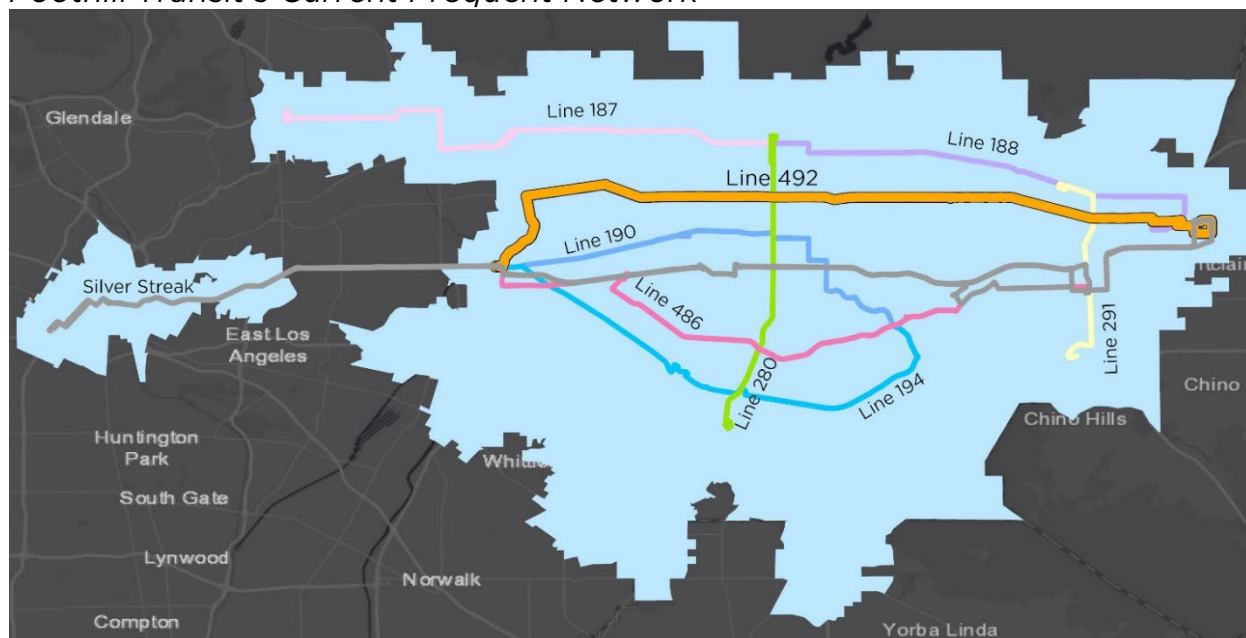 Foothill Transit's Current Frequent Network
Glendale
Line 187
Line 188
Line 492
Line 190
Silver Streak
Line 486
East Los
Angeles
Line 280
Line 194
Line 291
Chino
Chino Hills
Huntington
Park
South Gate
Lynwood
Norwalk
Compton
Yorba Linda